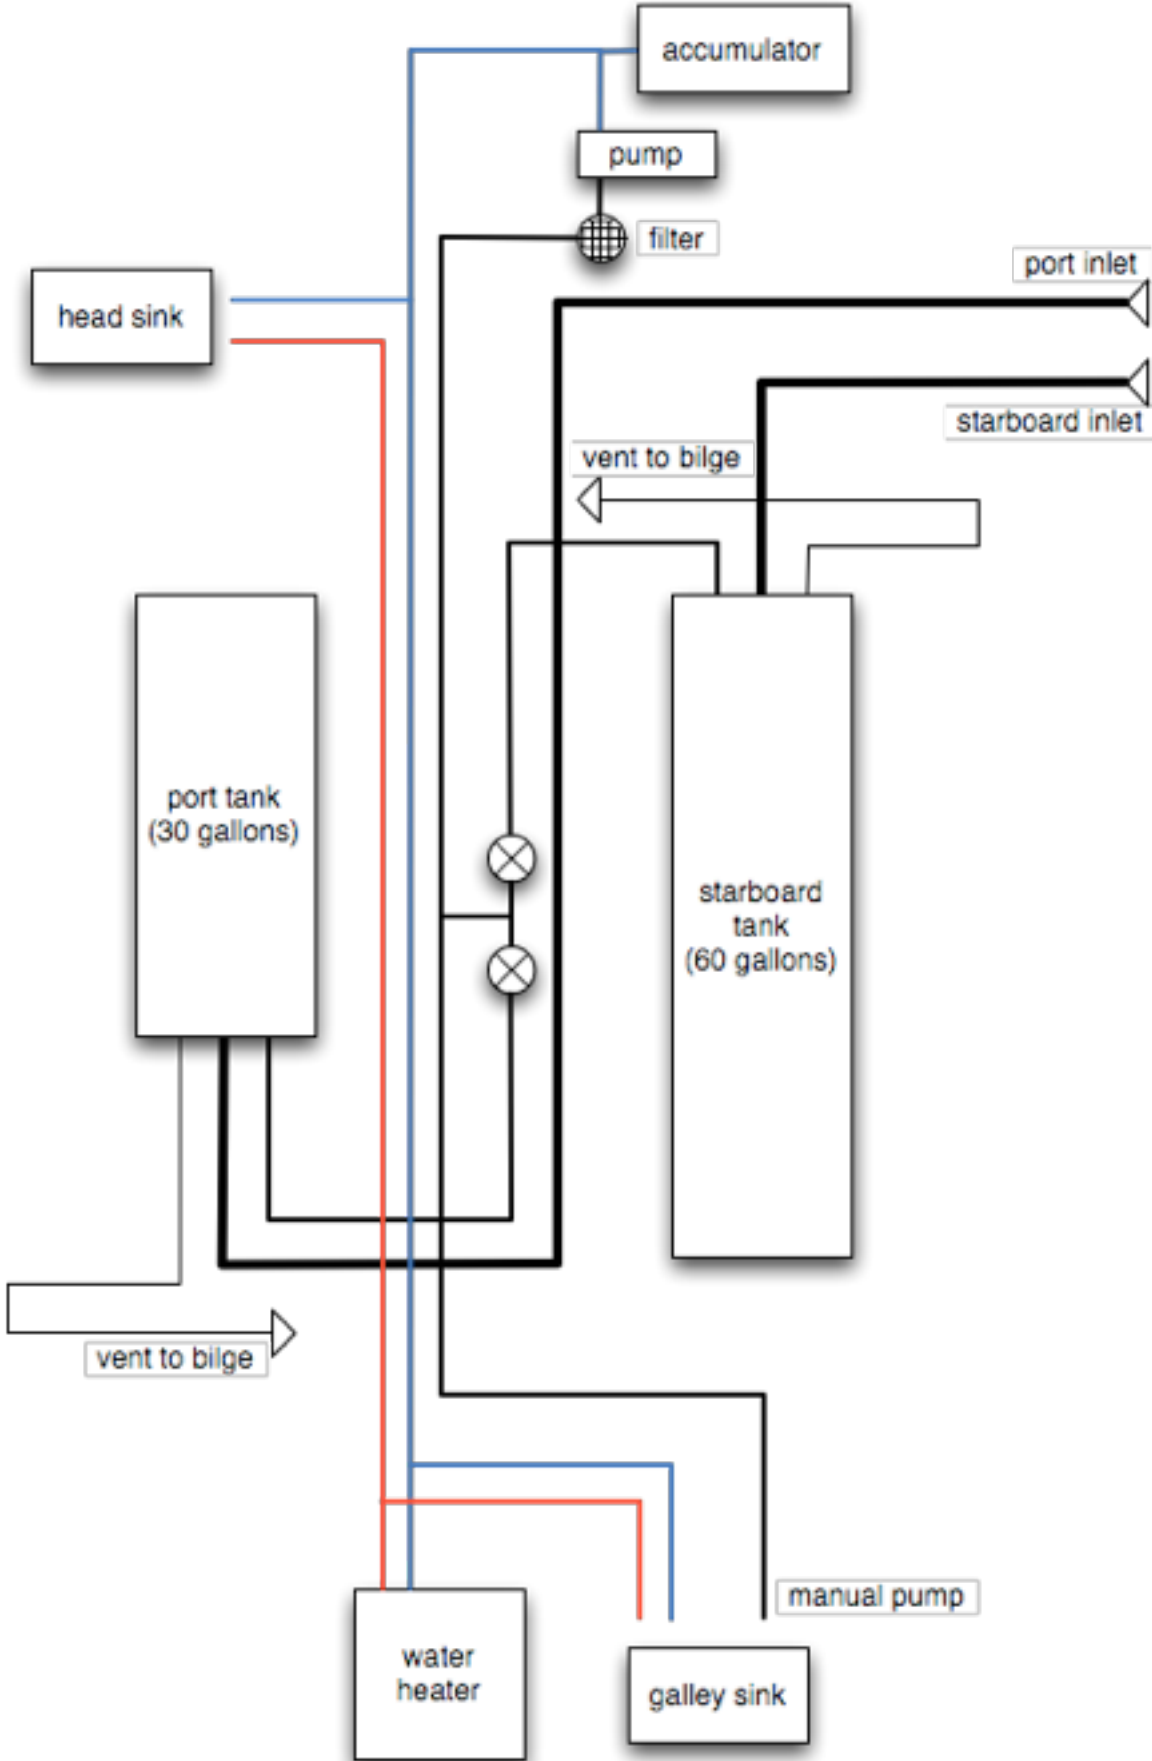 accumulator
pump
filter
port inlet
head sink
starboard inlet
vent to bilge
port tank
(30 gallons)
starboard
tank
(60 gallons)
vent to bilge
manual pump
water
heater
galley sink